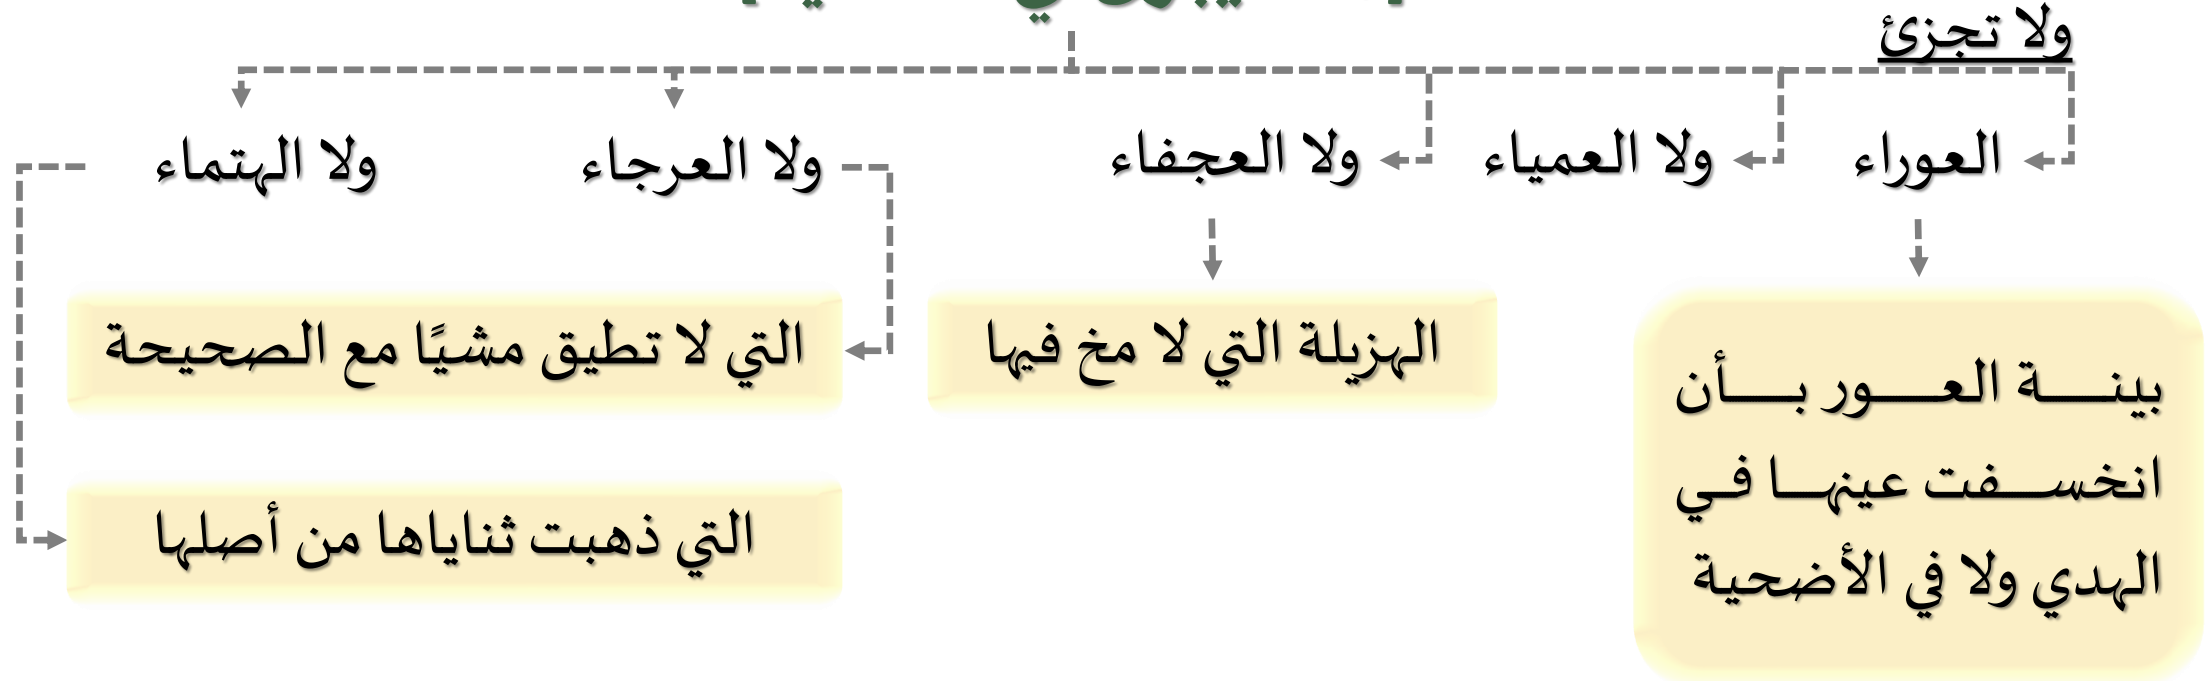 ولا تجزئ
العوراء
ولا العمياء
ولا العجفاء
ولا العرجاء
ولا الهتماء
بينة العور بأن
انخسفت عينها في
الهدي ولا في الأضحية
الهزيلة التي لا مخ فيها
التي لا تطيق مشيًا مع الصحيحة
التي ذهبت ثناياها من أصلها